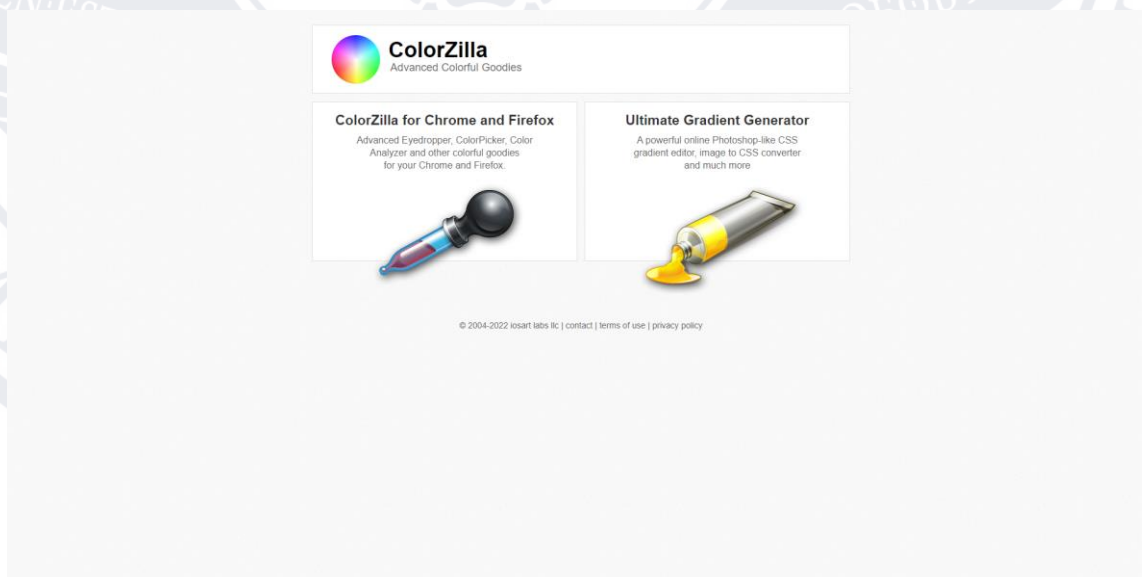 ColorZilla
Advanced Colorful Goodies
ColorZilla for Chrome and Firefox
Advanced Eyedropper, ColorPicker, Color
Analyzer and other colorful goodies
for your Chrome and Firefox.
Ultimate Gradient Generator
A powerful online Photoshop-like CSS
gradient editor, image to CSS converter
and much more
© 2004-2022 iosart labs llc | contact | terms of use | privacy policy